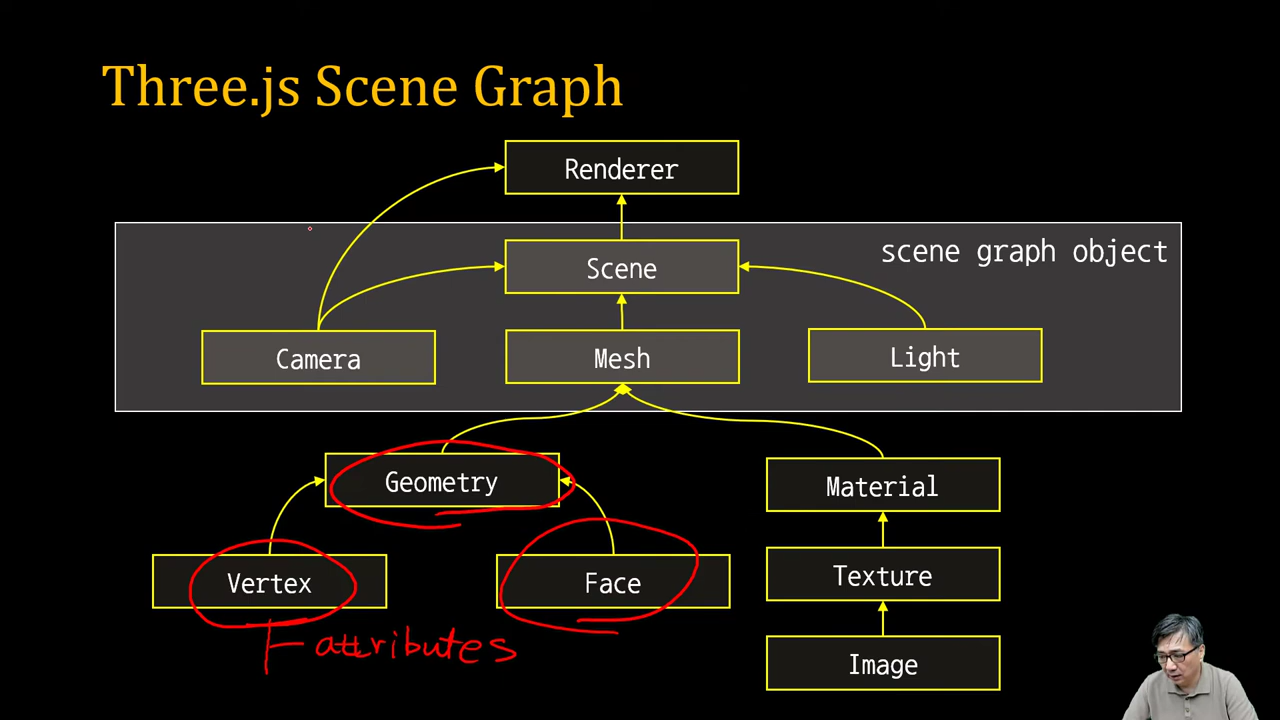 Three.js Scene Graph
Renderer
scene graph object
Scene
Camera
Mesh
Light
Geometry
Material
Vertex
Face
Texture
attributes
Image